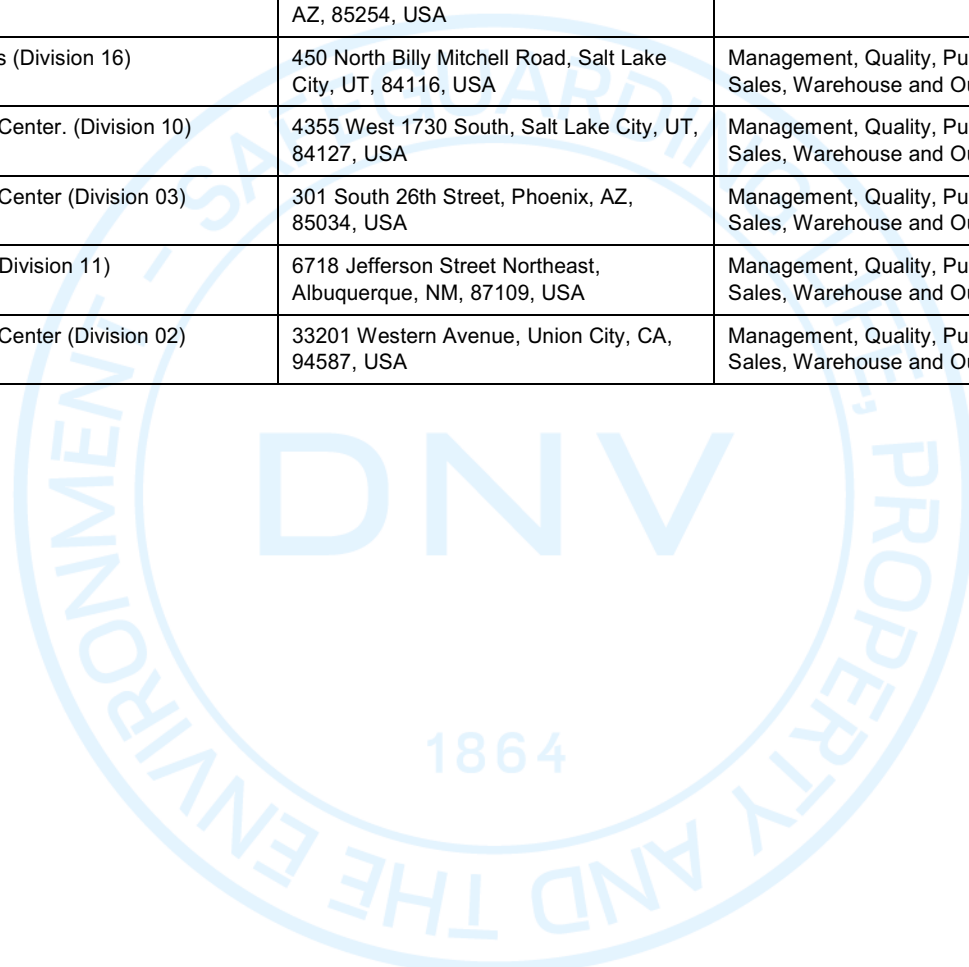 AZ, 85254, USA
s (Division 16)
450 North Billy Mitchell Road, Salt Lake
City, UT, 84116, USA
Management, Quality, Pu
Sales, Warehouse and Ou
Center. (Division 10)
4355 West 1730 South, Salt Lake City, UT,
84127, USA
Management, Quality, Pu
Sales, Warehouse and Ou
Center (Division 03)
301 South 26th Street, Phoenix, AZ,
85034, USA
Management, Quality, Pu
Sales, Warehouse and Ou
Division 11)
6718 Jefferson Street Northeast,
Albuquerque, NM, 87109, USA
Management, Quality, Pu
Sales, Warehouse and Ou
Center (Division 02)
33201 Western Avenue, Union City, CA,
94587, USA
Management, Quality, Pu
Sales, Warehouse and Ou
SAFEGUARDING LIFE, PROPERTY AND THE ENVIRONMENT –
DNV
1864